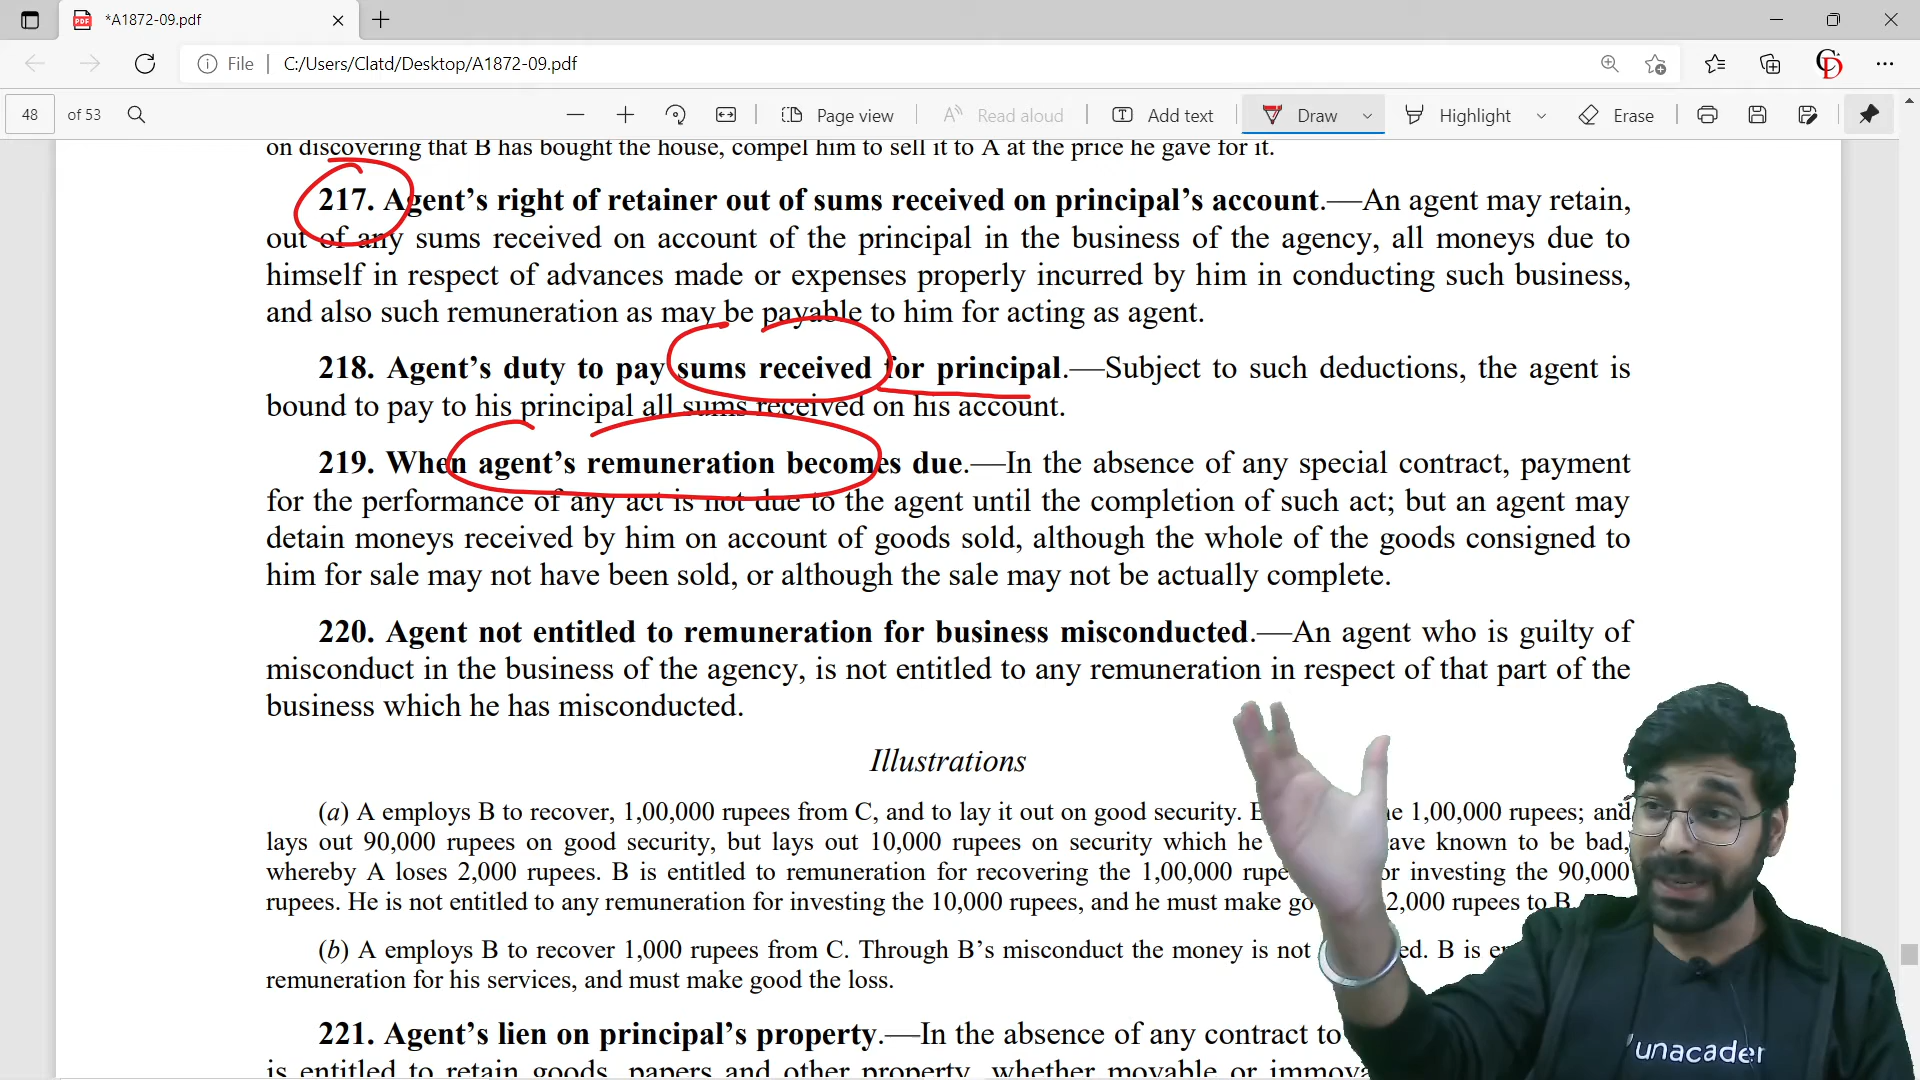 *A1872-09.pdf
File
C:/Users/Clatd/Desktop/A1872-09.pdf
CD
48 of 53
Page view
Read aloud
Add text
Draw
Highlight
Erase
on discovering that B has bought the house, compel him to sell it to A at the price he gave for it.
217. Agent’s right of retainer out of sums received on principal’s account.—An agent may retain,
out of any sums received on account of the principal in the business of the agency, all moneys due to
himself in respect of advances made or expenses properly incurred by him in conducting such business,
and also such remuneration as may be payable to him for acting as agent.
218. Agent’s duty to pay sums received for principal.—Subject to such deductions, the agent is
bound to pay to his principal all sums received on his account.
219. When agent’s remuneration becomes due.—In the absence of any special contract, payment
for the performance of any act is not due to the agent until the completion of such act; but an agent may
detain moneys received by him on account of goods sold, although the whole of the goods consigned to
him for sale may not have been sold, or although the sale may not be actually complete.
220. Agent not entitled to remuneration for business misconducted.—An agent who is guilty of
misconduct in the business of the agency, is not entitled to any remuneration in respect of that part of the
business which he has misconducted.
Illustrations
(a) A employs B to recover, 1,00,000 rupees from C, and to lay it out on good security. 1,00,000 rupees; and
lays out 90,000 rupees on good security, but lays out 10,000 rupees on security which he known to be bad,
whereby A loses 2,000 rupees. B is entitled to remuneration for recovering the 1,00,000 investing the 90,000
rupees. He is not entitled to any remuneration for investing the 10,000 rupees, and he must make 2,000 rupees to B.
(b) A employs B to recover 1,000 rupees from C. Through B’s misconduct the money is not B is
remuneration for his services, and must make good the loss.
221. Agent’s lien on principal’s property.—In the absence of any contract to
is entitled to retain goods, papers and other property, whether movable or
unacader